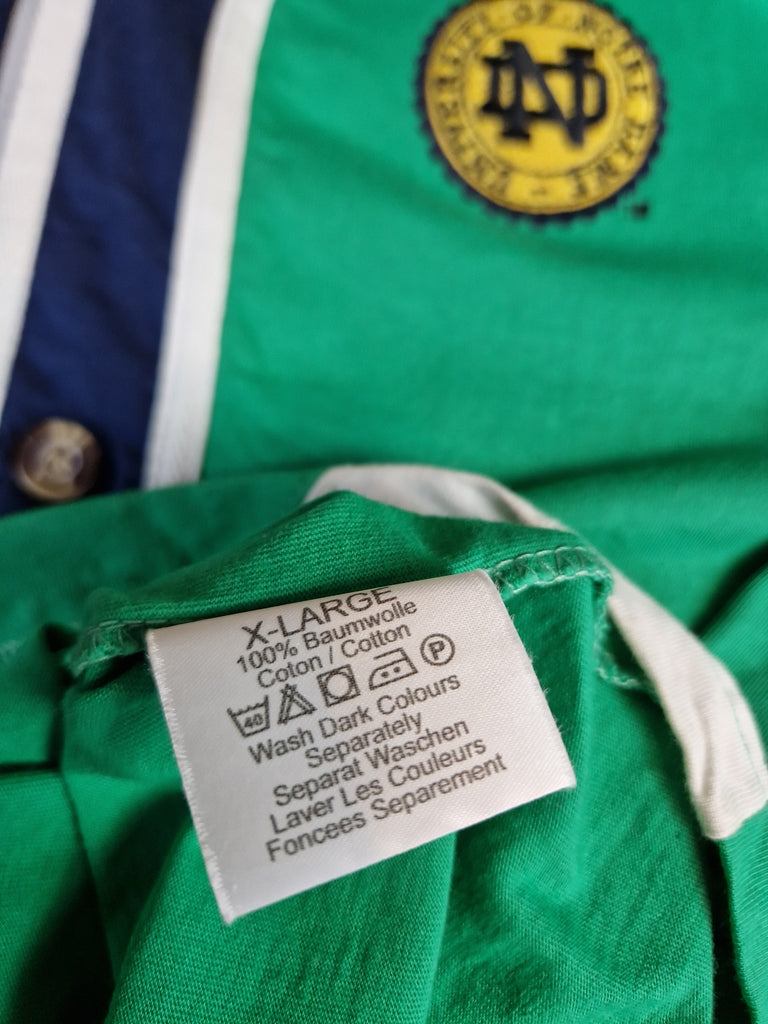 UNIVERSITY OF NOTRE DAME
ND
TM
X-LARGE
100% Baumwolle
Coton / Cotton
40 P
Wash Dark Colours
Separately
Separat Waschen
Laver Les Couleurs
Foncees Separement